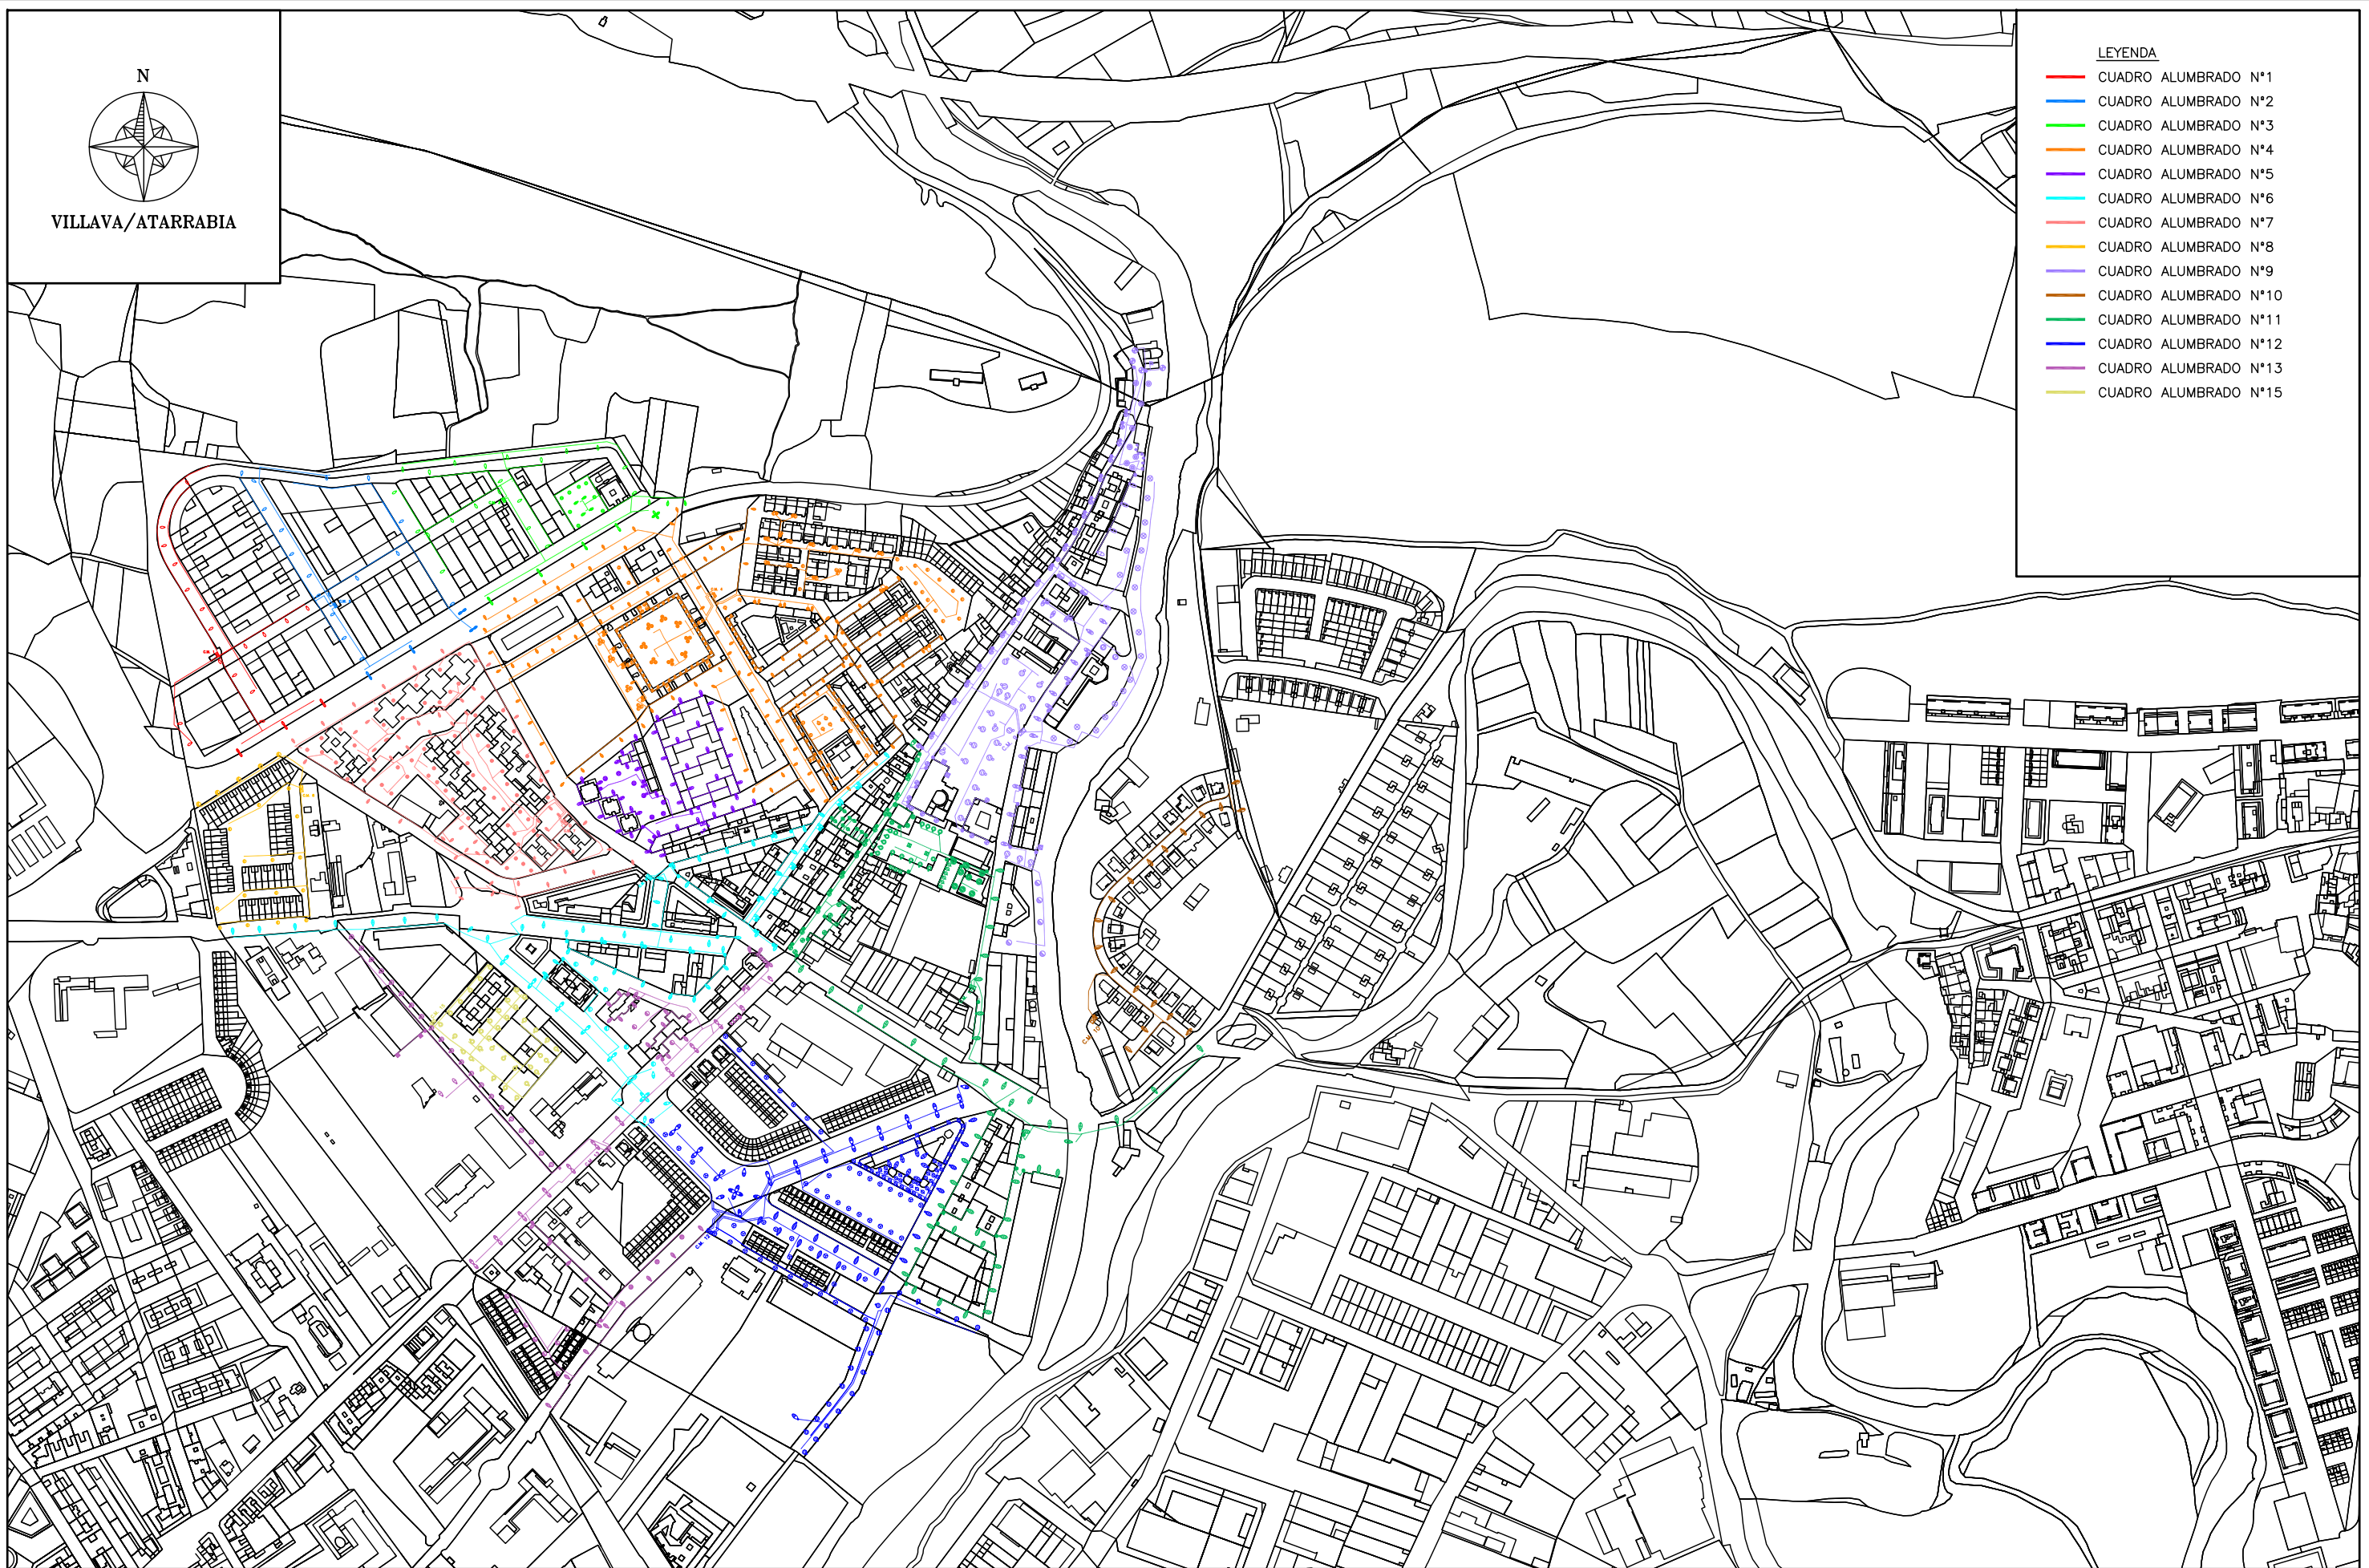 N
VILLAVA/ATARRABIA
LEYENDA
CUADRO ALUMBRADO Nº1
CUADRO ALUMBRADO Nº2
CUADRO ALUMBRADO Nº3
CUADRO ALUMBRADO Nº4
CUADRO ALUMBRADO Nº5
CUADRO ALUMBRADO Nº6
CUADRO ALUMBRADO Nº7
CUADRO ALUMBRADO Nº8
CUADRO ALUMBRADO Nº9
CUADRO ALUMBRADO Nº10
CUADRO ALUMBRADO Nº11
CUADRO ALUMBRADO Nº12
CUADRO ALUMBRADO Nº13
CUADRO ALUMBRADO Nº15